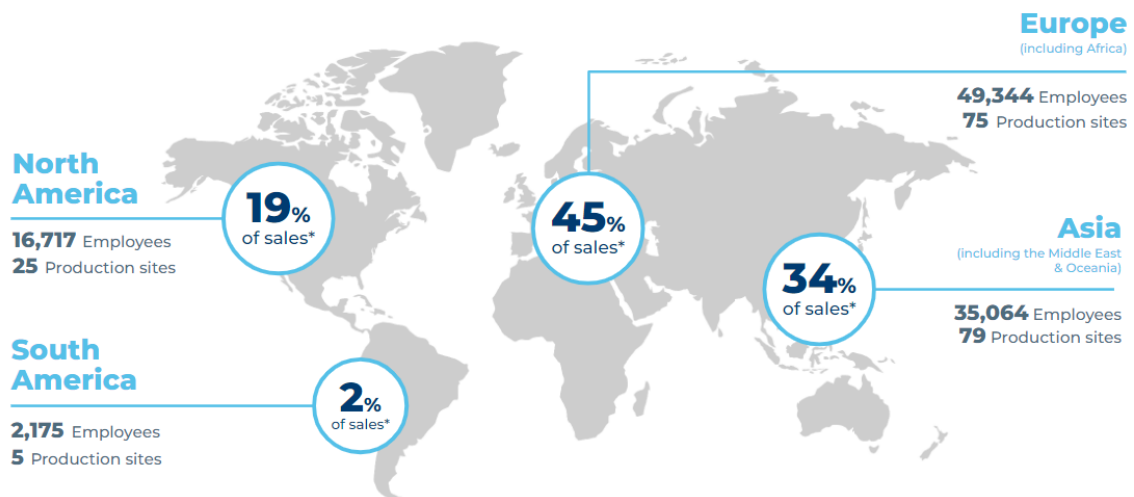 Europe
(including Africa)
49,344 Employees
75 Production sites
North
America
19%
of sales*
16,717 Employees
25 Production sites
45%
of sales*
Asia
(including the Middle East
& Oceania)
34%
of sales*
35,064 Employees
79 Production sites
South
America
2%
of sales*
2,175 Employees
5 Production sites